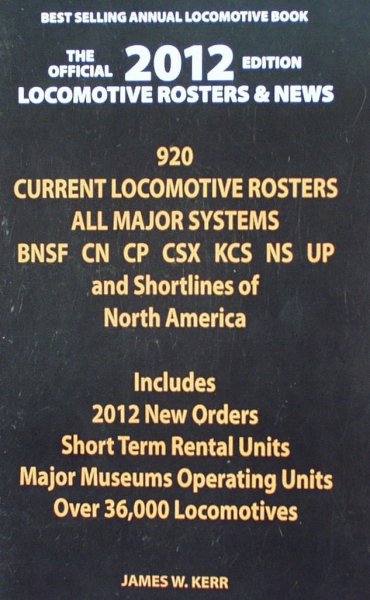 BEST SELLING ANNUAL LOCOMOTIVE BOOK
THE OFFICIAL 2012 EDITION
LOCOMOTIVE ROSTERS & NEWS
920
CURRENT LOCOMOTIVE ROSTERS
ALL MAJOR SYSTEMS
BNSF CN CP CSX KCS NS UP
and Shortlines of
North America
Includes
2012 New Orders
Short Term Rental Units
Major Museums Operating Units
Over 36,000 Locomotives
JAMES W. KERR